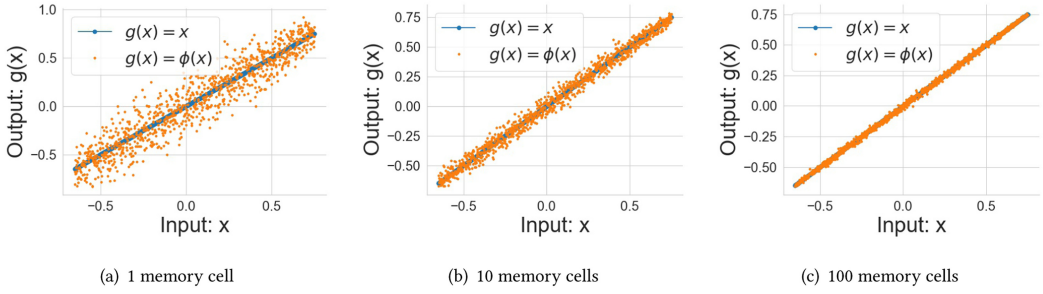 Output: g(x)
1.0
0.5
0.0
−0.5
g(x) = x
g(x) = ϕ(x)
−0.5 0.0 0.5
Input: x
(a) 1 memory cell
Output: g(x)
0.75
0.50
0.25
0.00
−0.25
−0.50
g(x) = x
g(x) = ϕ(x)
−0.5 0.0 0.5
Input: x
(b) 10 memory cells
Output: g(x)
0.75
0.50
0.25
0.00
−0.25
−0.50
g(x) = x
g(x) = ϕ(x)
−0.5 0.0 0.5
Input: x
(c) 100 memory cells